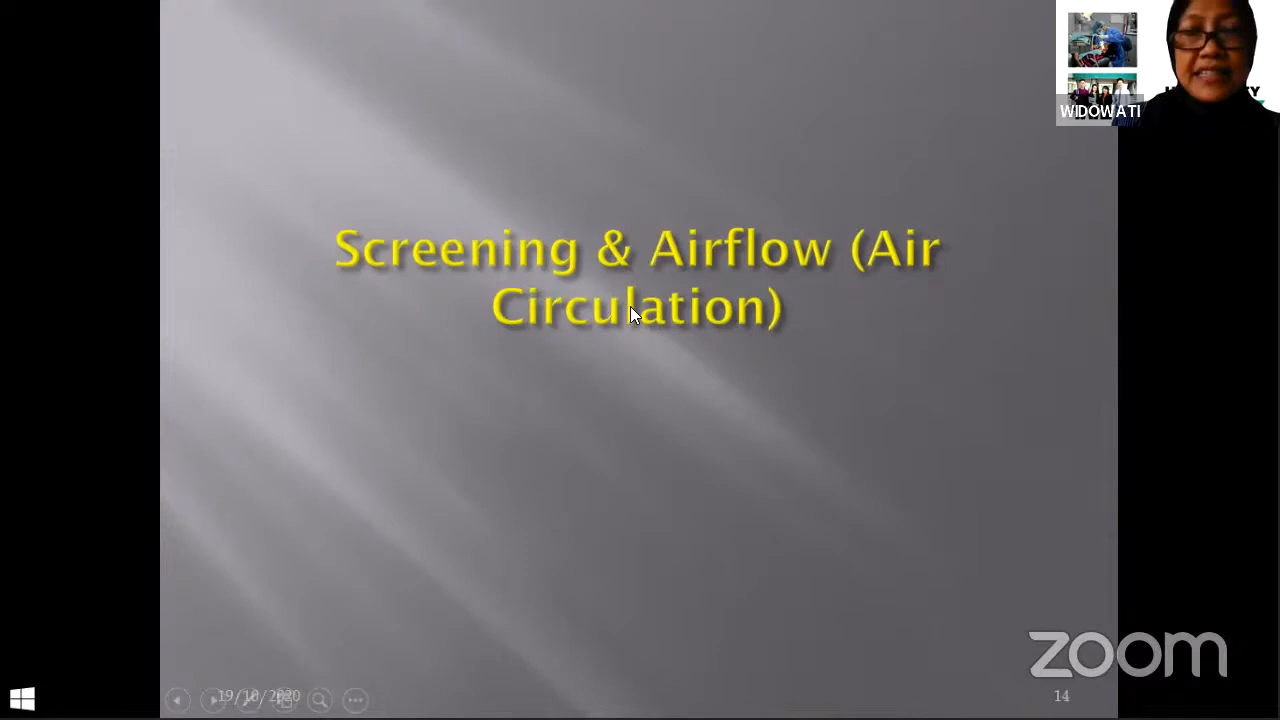 WIDOWATI
Screening & Airflow (Air
Circulation)
zoom
19/10/2020
14